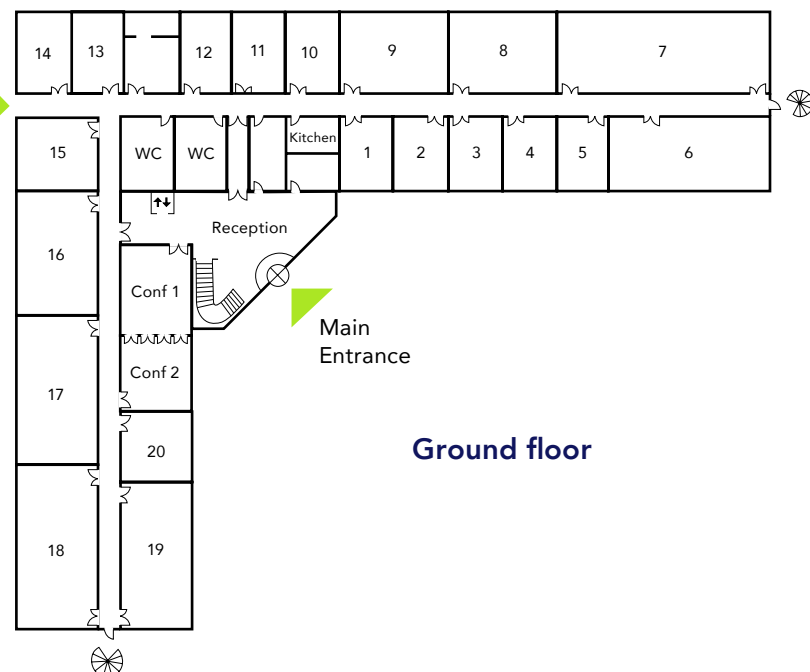 14
13
12
11
10
9
8
7
15
WC
WC
Kitchen
1
2
3
4
5
6
16
Reception
Conf 1
Main
Entrance
17
Conf 2
20
Ground floor
18
19